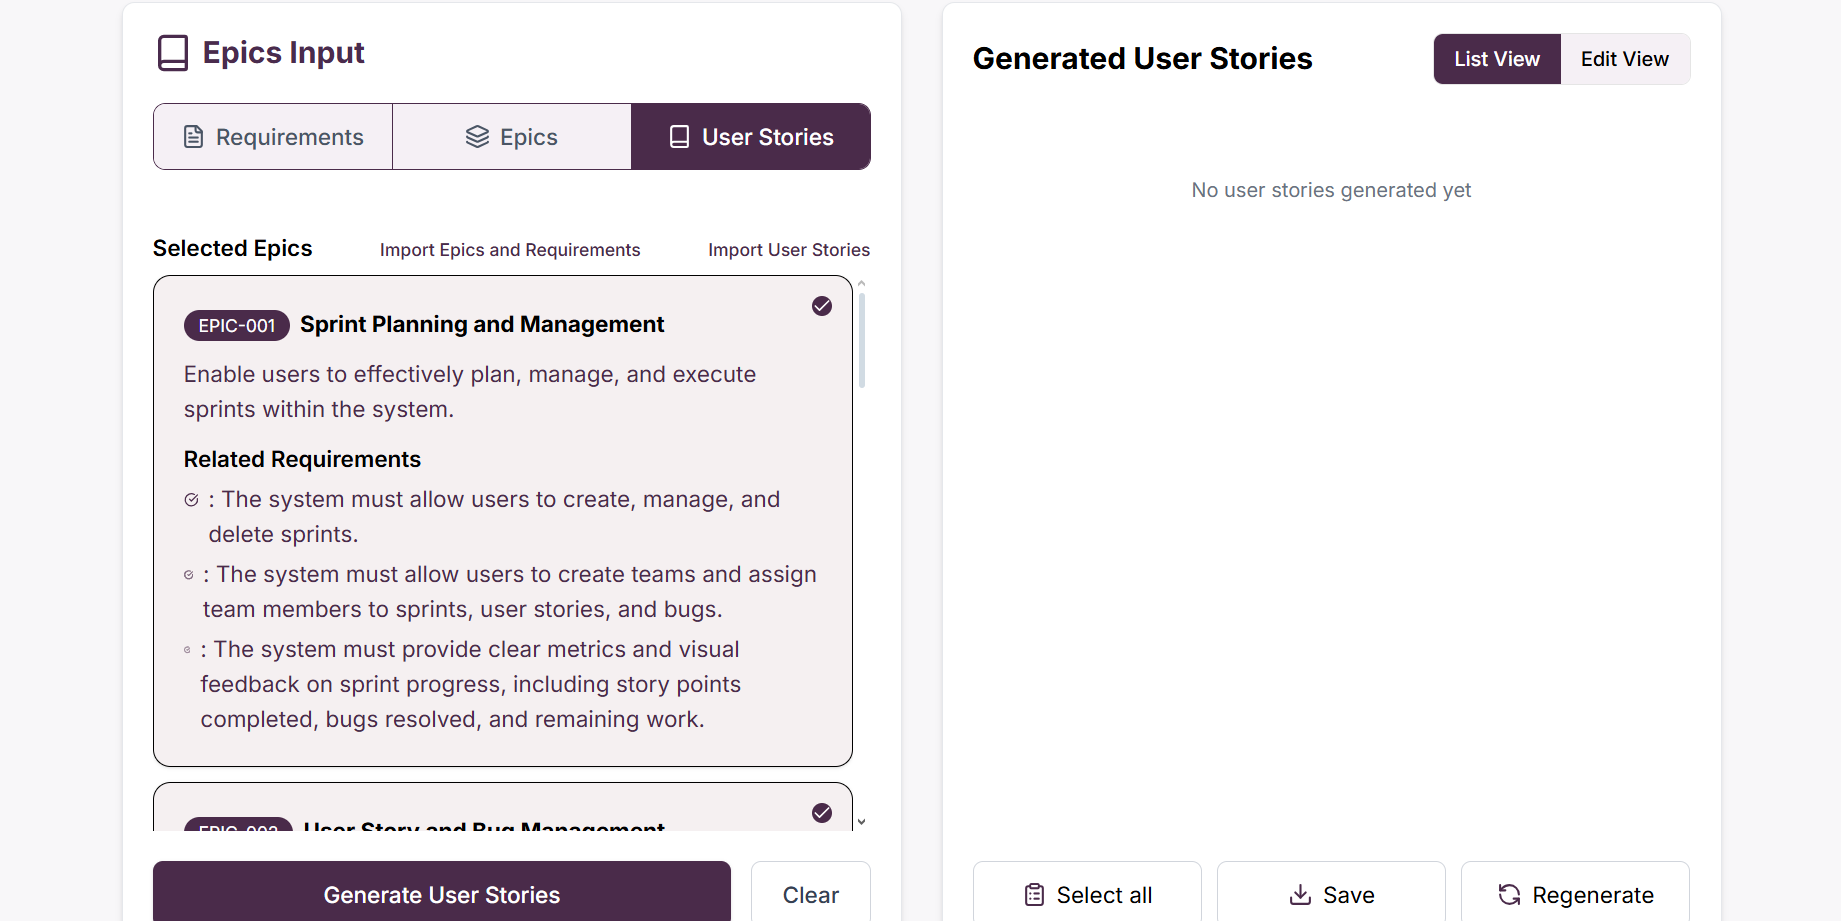 Epics Input
Requirements
Epics
User Stories
Selected Epics
Import Epics and Requirements
Import User Stories
EPIC-001
Sprint Planning and Management
Enable users to effectively plan, manage, and execute
sprints within the system.
Related Requirements
: The system must allow users to create, manage, and
delete sprints.
: The system must allow users to create teams and assign
team members to sprints, user stories, and bugs.
: The system must provide clear metrics and visual
feedback on sprint progress, including story points
completed, bugs resolved, and remaining work.
EPIC-002
User Story and Bug Management
Generate User Stories
Clear
Generated User Stories
List View
Edit View
No user stories generated yet
Select all
Save
Regenerate